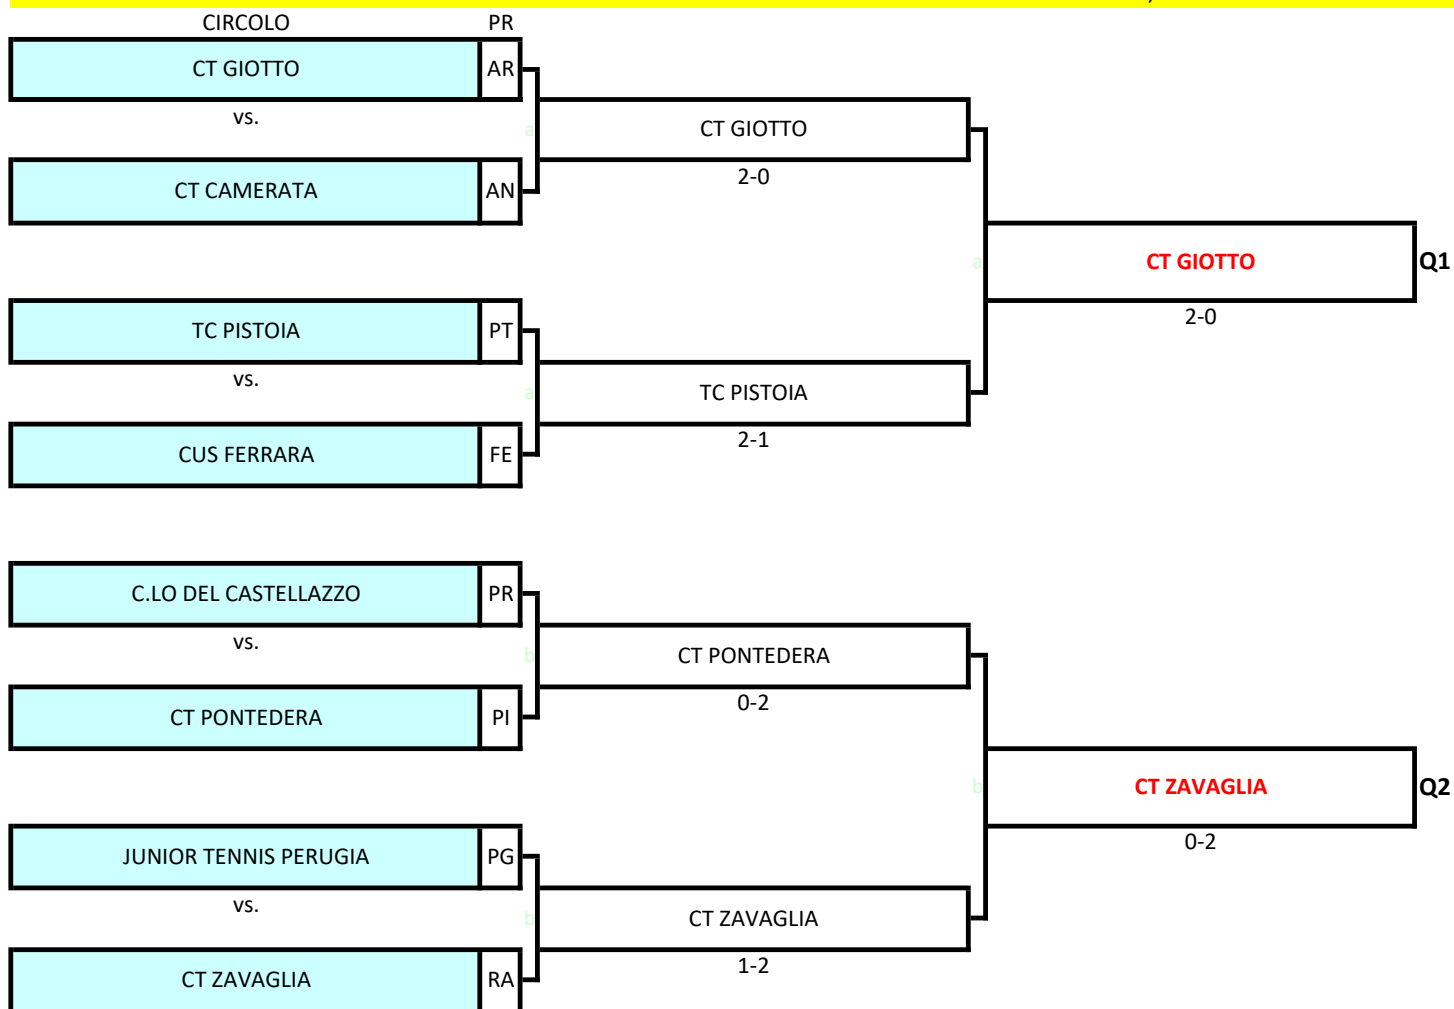 CIRCOLO PR
CT GIOTTO AR
vs.
a
CT GIOTTO
CT CAMERATA AN
2-0
a
CT GIOTTO Q1
2-0
TC PISTOIA PT
vs.
a
TC PISTOIA
CUS FERRARA FE
2-1
C.LO DEL CASTELLAZZO PR
vs.
b
CT PONTEDERA
CT PONTEDERA PI
0-2
b
CT ZAVAGLIA Q2
0-2
JUNIOR TENNIS PERUGIA PG
vs.
b
CT ZAVAGLIA
CT ZAVAGLIA RA
1-2